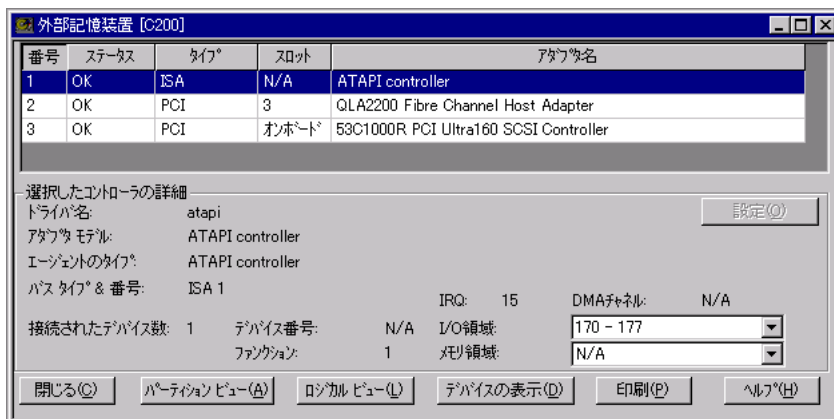 外部記憶装置 [C200]
番号 ステータス タイプ スロット アダプタ名
1 OK ISA N/A ATAPI controller
2 OK PCI 3 QLA2200 Fibre Channel Host Adapter
3 OK PCI オンボード 53C1000R PCI Ultra160 SCSI Controller
選択したコントローラの詳細
ドライバ名: atapi 設定(O)
アダプタ モデル: ATAPI controller
エージェントのタイプ: ATAPI controller
バス タイプ & 番号: ISA 1
IRQ: 15 DMAチャネル: N/A
接続されたデバイス数: 1 デバイス番号: N/A I/O領域: 170 - 177
ファンクション: 1 メモリ領域: N/A
閉じる(C) パーティション ビュー(A) ロジカル ビュー(L) デバイスの表示(D) 印刷(P) ヘルプ(H)